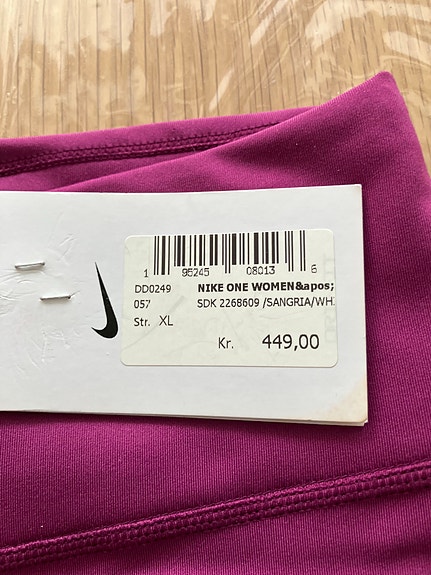 1 95245 08013 6
DD0249 NIKE ONE WOMEN&apos;
057 SDK 2268609 /SANGRIA/WH
Str. XL
Kr. 449,00